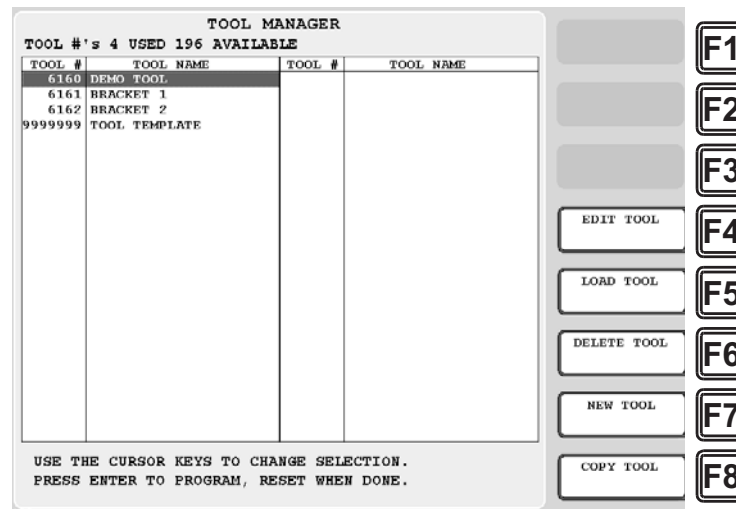 TOOL MANAGER
TOOL #'s 4 USED 196 AVAILABLE
TOOL # TOOL NAME TOOL # TOOL NAME
6160 DEMO TOOL
6161 BRACKET 1
6162 BRACKET 2
9999999 TOOL TEMPLATE
USE THE CURSOR KEYS TO CHANGE SELECTION.
PRESS ENTER TO PROGRAM, RESET WHEN DONE.
F1
F2
F3
EDIT TOOL F4
LOAD TOOL F5
DELETE TOOL F6
NEW TOOL F7
COPY TOOL F8